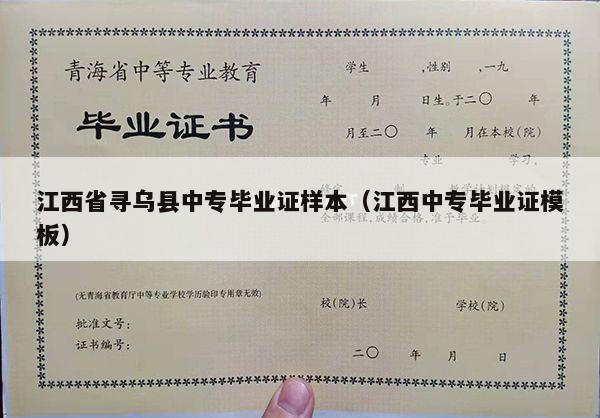 青海省中等专业教育
毕业证书
学生 ,性别 ,一九
年 月 日生。于二〇 年
月至二〇 年 月在本校(院)
专业 学习,
江西省寻乌县中专毕业证样本（江西中专毕业证模
板）
全部课程,成绩合格,准予毕业。
(无青海省教育厅中等专业学校学历验印专用章无效)
批准文号:
证书编号:
校(院)长 学校(院)
二〇 年 月 日